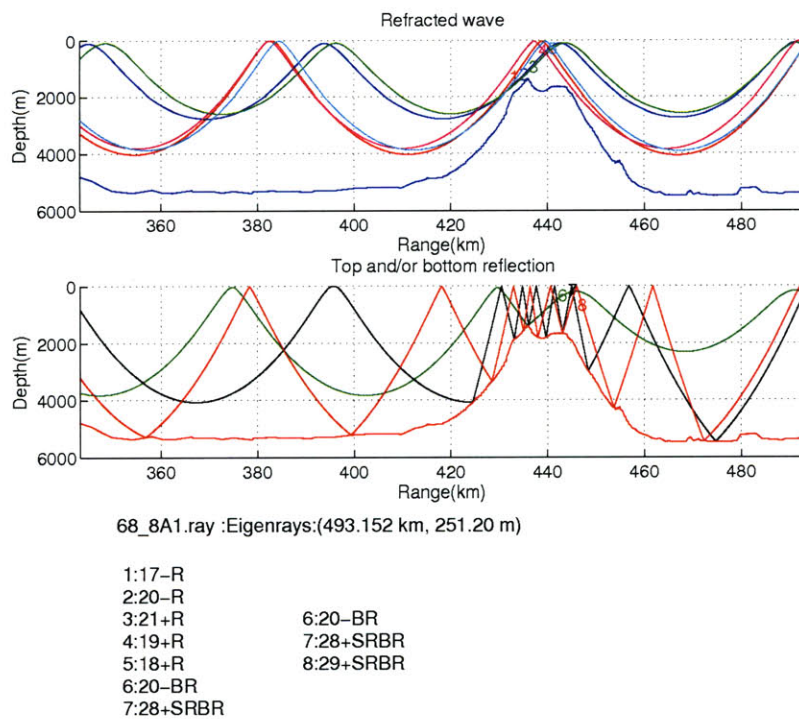 Refracted wave
0
2000
4000
6000
Depth(m)
360 380 400 420 440 460 480
Range(km)
Top and/or bottom reflection
0
2000
4000
6000
Depth(m)
6
8
360 380 400 420 440 460 480
Range(km)
68_8A1.ray :Eigenrays:(493.152 km, 251.20 m)
1:17−R
2:20−R
3:21+R
4:19+R
5:18+R
6:20−BR
7:28+SRBR
6:20−BR
7:28+SRBR
8:29+SRBR